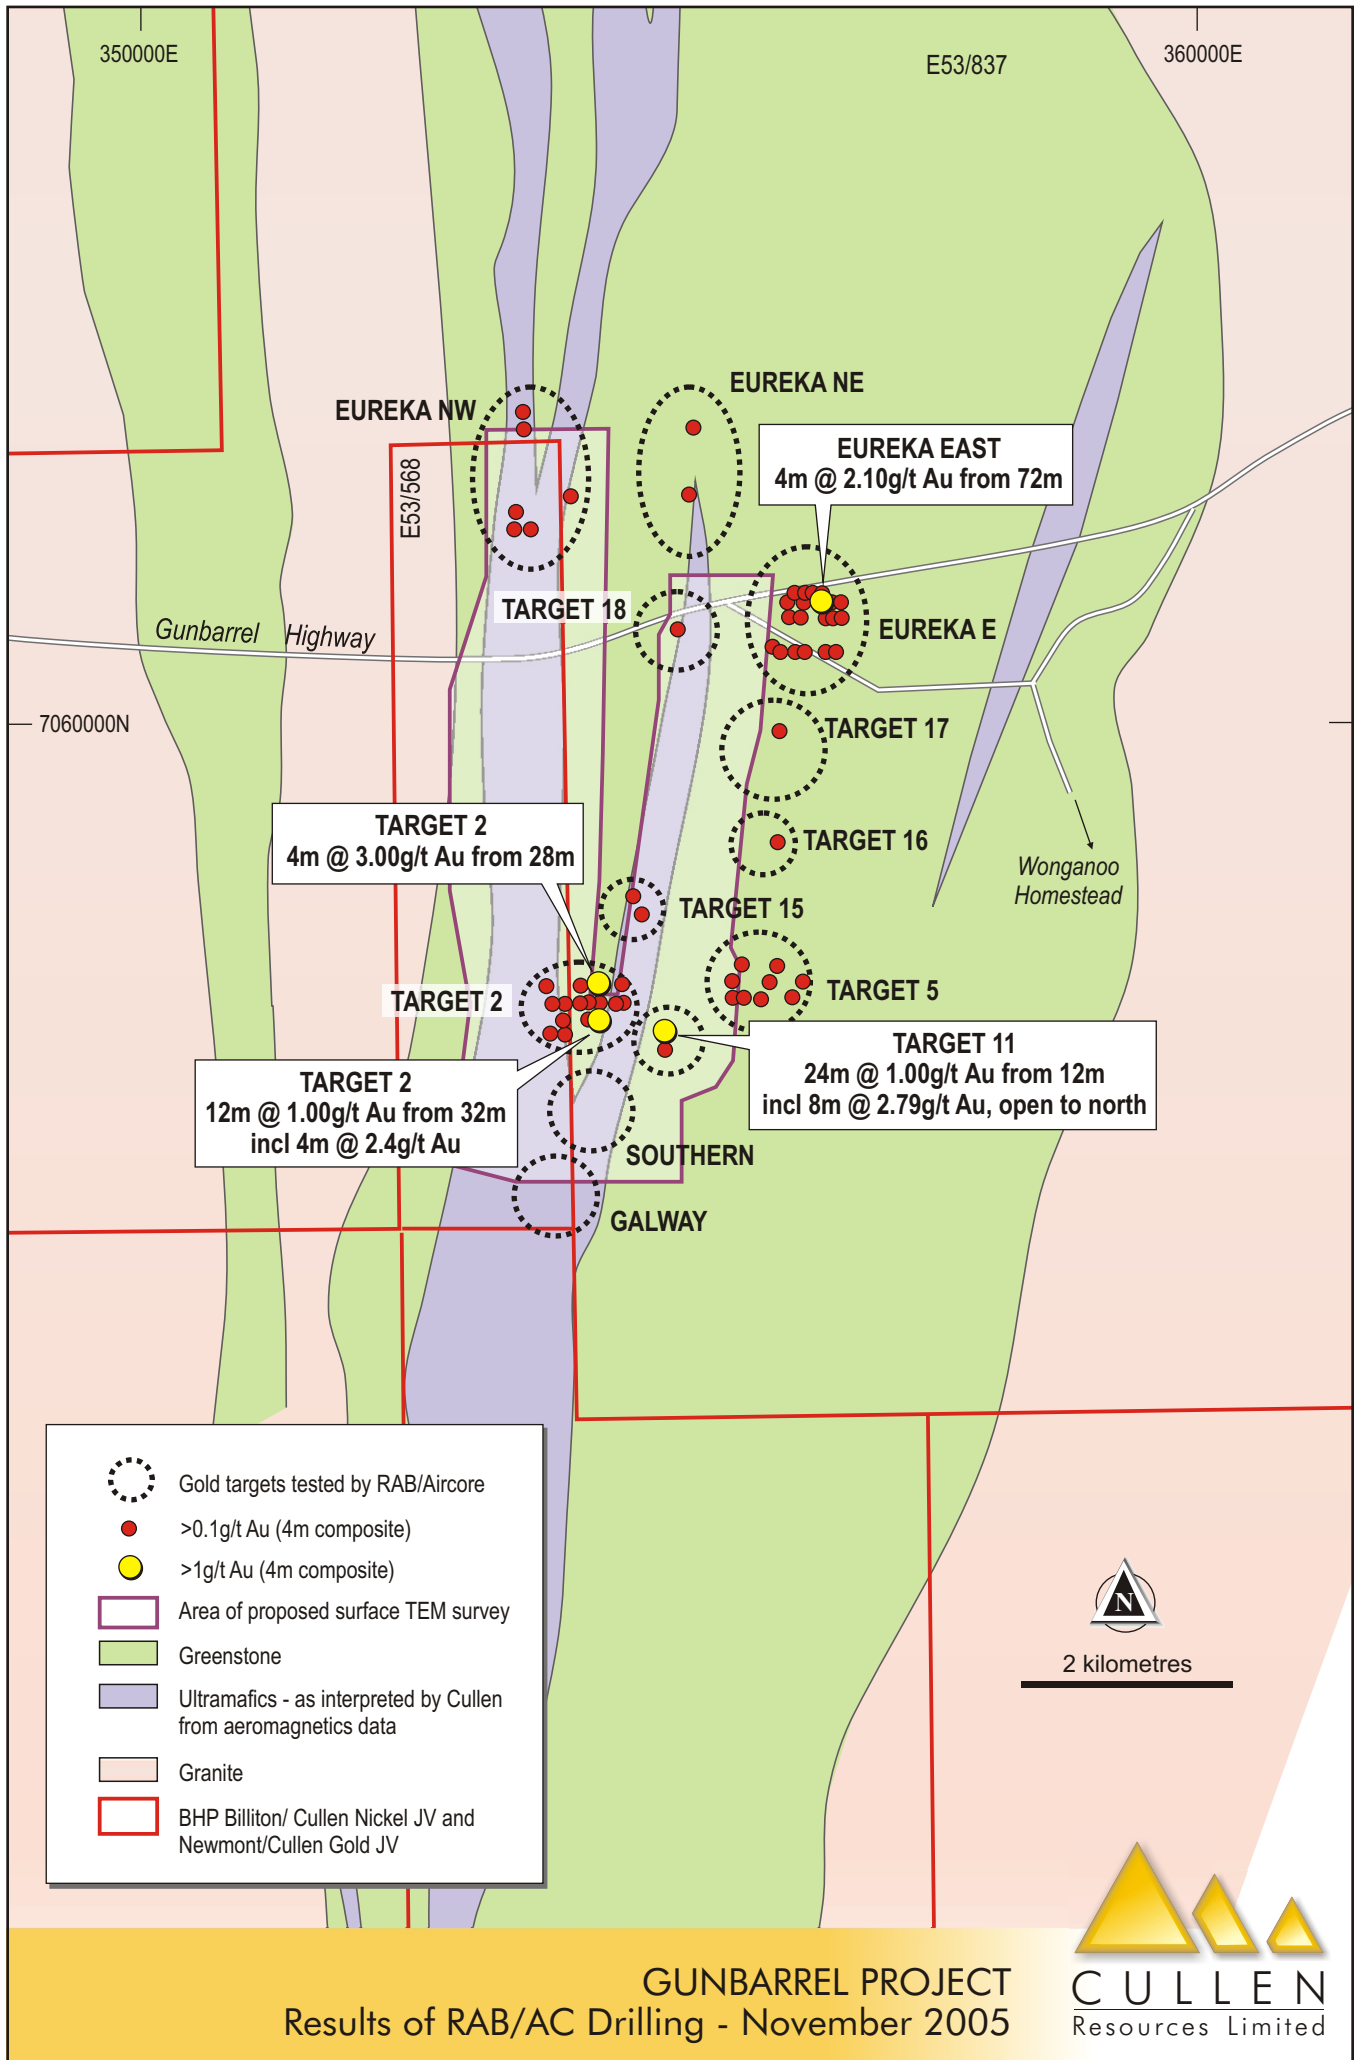 350000E
360000E
E53/837
EUREKA NE
EUREKA NW
EUREKA EAST
4m @ 2.10g/t Au from 72m
E53/568
TARGET 18
Gunbarrel Highway
EUREKA E
7060000N
TARGET 17
TARGET 2
4m @ 3.00g/t Au from 28m
TARGET 16
Wonganoo
Homestead
TARGET 15
TARGET 2
TARGET 5
TARGET 11
24m @ 1.00g/t Au from 12m
incl 8m @ 2.79g/t Au, open to north
TARGET 2
12m @ 1.00g/t Au from 32m
incl 4m @ 2.4g/t Au
SOUTHERN
GALWAY
Gold targets tested by RAB/Aircore
>0.1g/t Au (4m composite)
>1g/t Au (4m composite)
Area of proposed surface TEM survey
Greenstone
Ultramafics - as interpreted by Cullen
from aeromagnetics data
Granite
BHP Billiton/ Cullen Nickel JV and
Newmont/Cullen Gold JV
N
2 kilometres
GUNBARREL PROJECT
Results of RAB/AC Drilling - November 2005
CULLEN
Resources Limited